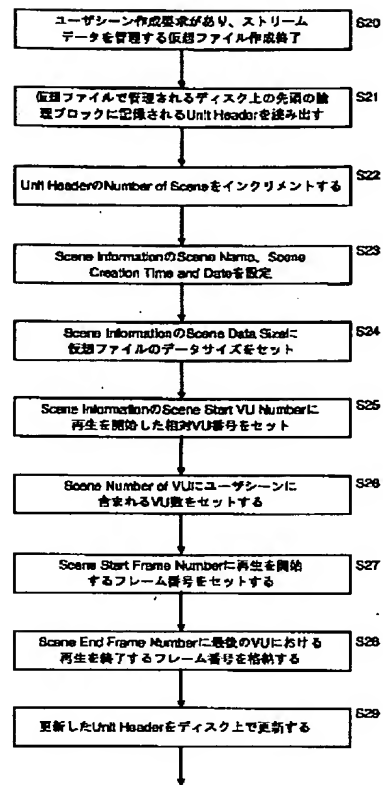 ユーザシーン作成要求があり、ストリーム
データを管理する仮想ファイル作成終了
S20
仮想ファイルで管理されるディスク上の先頭の論
理ブロックに記録されるUnit Headerを読み出す
S21
Unit HeaderのNumber of Sceneをインクリメントする
S22
Scene InformationのScene Name、Scene
Creation Time and Dateを設定
S23
Scene InformationのScene Data Sizeに
仮想ファイルのデータサイズをセット
S24
Scene InformationのScene Start VU Numberに
再生を開始した相対VU番号をセット
S25
Scene Number of VUにユーザシーンに
含まれるVU数をセットする
S26
Scene Start Frame Numberに再生を開始
するフレーム番号をセットする
S27
Scene End Frame Numberに最後のVUにおける
再生を終了するフレーム番号を格納する
S28
更新したUnit Headerをディスク上で更新する
S29